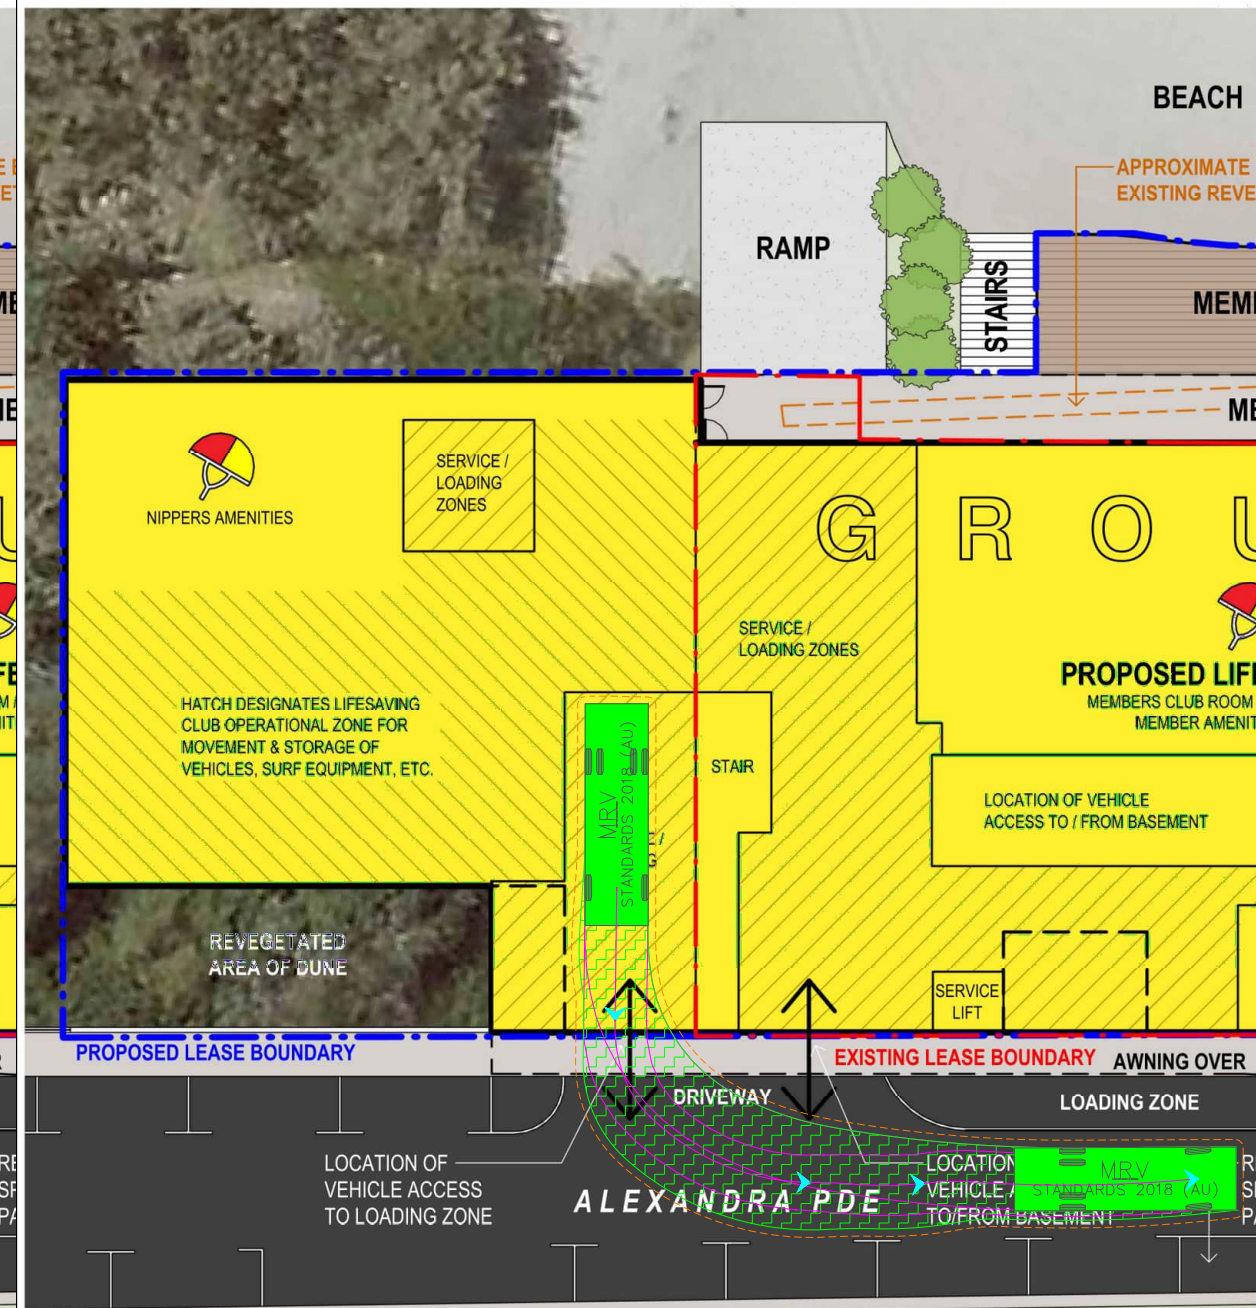 BEACH
APPROXIMATE
EXISTING REVE
RAMP
STAIRS
MEM
ME
SERVICE /
LOADING
ZONES
NIPPERS AMENITIES
G R O U
SERVICE /
LOADING ZONES
PROPOSED LIFE
MEMBERS CLUB ROOM
MEMBER AMENIT
HATCH DESIGNATES LIFESAVING
CLUB OPERATIONAL ZONE FOR
MOVEMENT & STORAGE OF
VEHICLES, SURF EQUIPMENT, ETC.
MRV
STANDARDS 2018 (AU)
E /
G
STAIR
LOCATION OF VEHICLE
ACCESS TO / FROM BASEMENT
REVEGETATED
AREA OF DUNE
SERVICE
LIFT
PROPOSED LEASE BOUNDARY
EXISTING LEASE BOUNDARY
AWNING OVER
DRIVEWAY
LOADING ZONE
LOCATION OF
VEHICLE ACCESS
TO LOADING ZONE
ALEXANDRA PDE
LOCATION
VEHICLE A
TO/FROM BASEMENT
MRV
STANDARDS 2018 (AU)